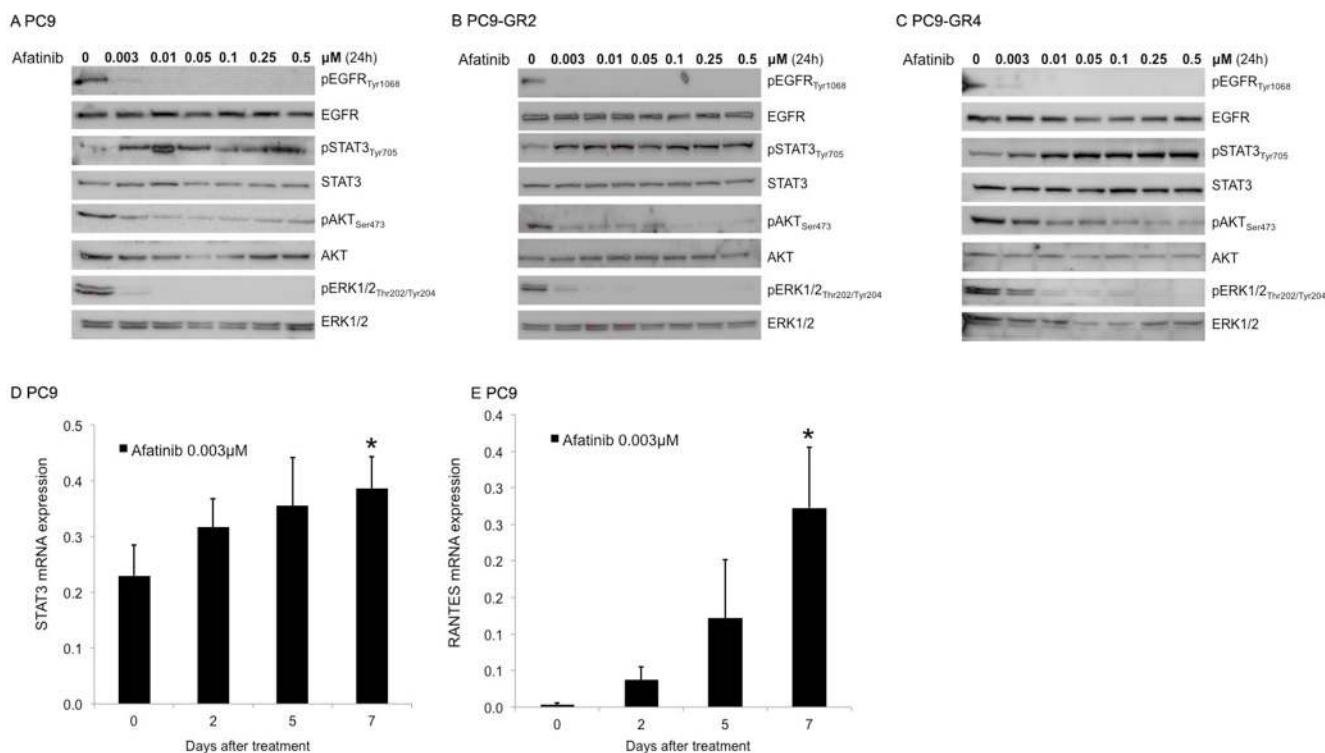 A PC9
Afatinib 0 0.003 0.01 0.05 0.1 0.25 0.5 µM (24h)
pEGFRTyr1068
EGFR
pSTAT3Tyr705
STAT3
pAKTSer473
AKT
pERK1/2Thr202/Tyr204
ERK1/2
B PC9-GR2
Afatinib 0 0.003 0.01 0.05 0.1 0.25 0.5 µM (24h)
pEGFRTyr1068
EGFR
pSTAT3Tyr705
STAT3
pAKTSer473
AKT
pERK1/2Thr202/Tyr204
ERK1/2
C PC9-GR4
Afatinib 0 0.003 0.01 0.05 0.1 0.25 0.5 µM (24h)
pEGFRTyr1068
EGFR
pSTAT3Tyr705
STAT3
pAKTSer473
AKT
pERK1/2Thr202/Tyr204
ERK1/2
D PC9
STAT3 mRNA expression
0.5
0.4
0.3
0.2
0.1
0.0
Afatinib 0.003µM
*
0 2 5 7
Days after treatment
E PC9
RANTES mRNA expression
0.4
0.3
0.3
0.2
0.2
0.1
0.1
0.0
Afatinib 0.003µM
*
0 2 5 7
Days after treatment